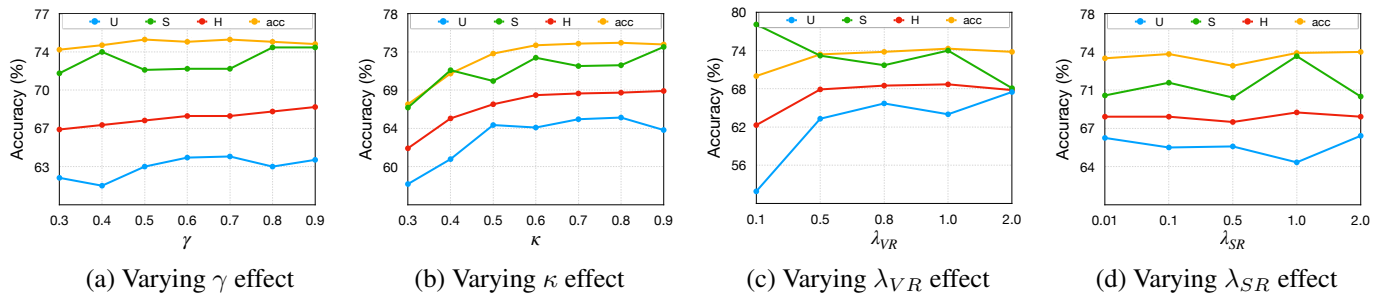 U S H acc
77
74
70
67
63
Accuracy (%)
0.3 0.4 0.5 0.6 0.7 0.8 0.9
γ
(a) Varying γ effect
U S H acc
78
73
69
64
60
Accuracy (%)
0.3 0.4 0.5 0.6 0.7 0.8 0.9
κ
(b) Varying κ effect
U S H acc
80
74
68
62
56
Accuracy (%)
0.1 0.5 0.8 1.0 2.0
λVR
(c) Varying λVR effect
U S H acc
78
74
71
67
64
Accuracy (%)
0.01 0.1 0.5 1.0 2.0
λSR
(d) Varying λSR effect